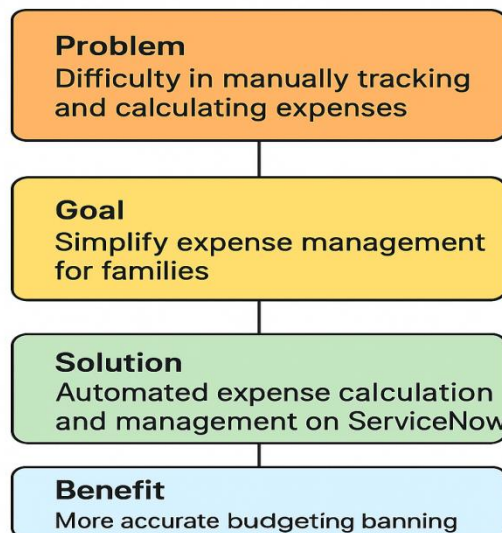 Problem
Difficulty in manually tracking
and calculating expenses
Goal
Simplify expense management
for families
Solution
Automated expense calculation
and management on ServiceNow
Benefit
More accurate budgeting banning